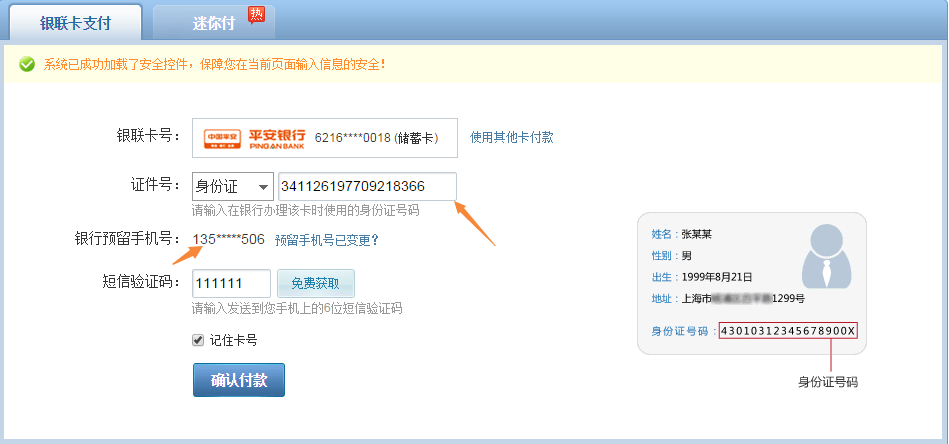 银联卡支付
迷你付
热
系统已成功加载了安全控件，保障您在当前页面输入信息的安全！
银联卡号：
中国平安
平安银行
PING AN BANK
6216****0018 (储蓄卡)
使用其他卡付款
证件号：
身份证
341126197709218366
请输入在银行办理该卡时使用的身份证号码
银行预留手机号：
135*****506
预留手机号已变更?
短信验证码：
111111
免费获取
请输入发送到您手机上的6位短信验证码
记住卡号
确认付款
姓名：张某某
性别：男
出生：1999年8月21日
地址：上海市 1299号
身份证号码：43010312345678900X
身份证号码